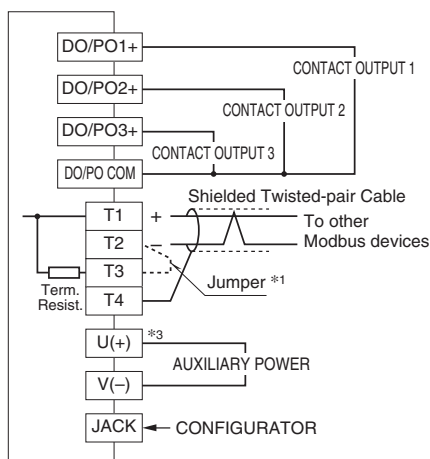 DO/PO1+
CONTACT OUTPUT 1
DO/PO2+
CONTACT OUTPUT 2
DO/PO3+
CONTACT OUTPUT 3
DO/PO COM
Shielded Twisted-pair Cable
T1 +
To other
Modbus devices
T2 –
T3
Jumper *1
Term.
Resist.
T4
U(+) *3
AUXILIARY POWER
V(–)
JACK CONFIGURATOR